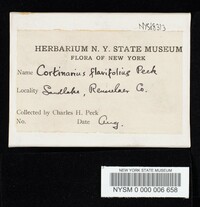 HERBARIUM N. Y. STATE MUSEUM
FLORA OF NEW YORK
Name Cortinarius flavifolius Peck
Locality Sandlake, Rensselaer Co.
Collected by Charles H. Peck
No. Date Aug.
NEW YORK STATE MUSEUM
NYSM 0 000 006 658